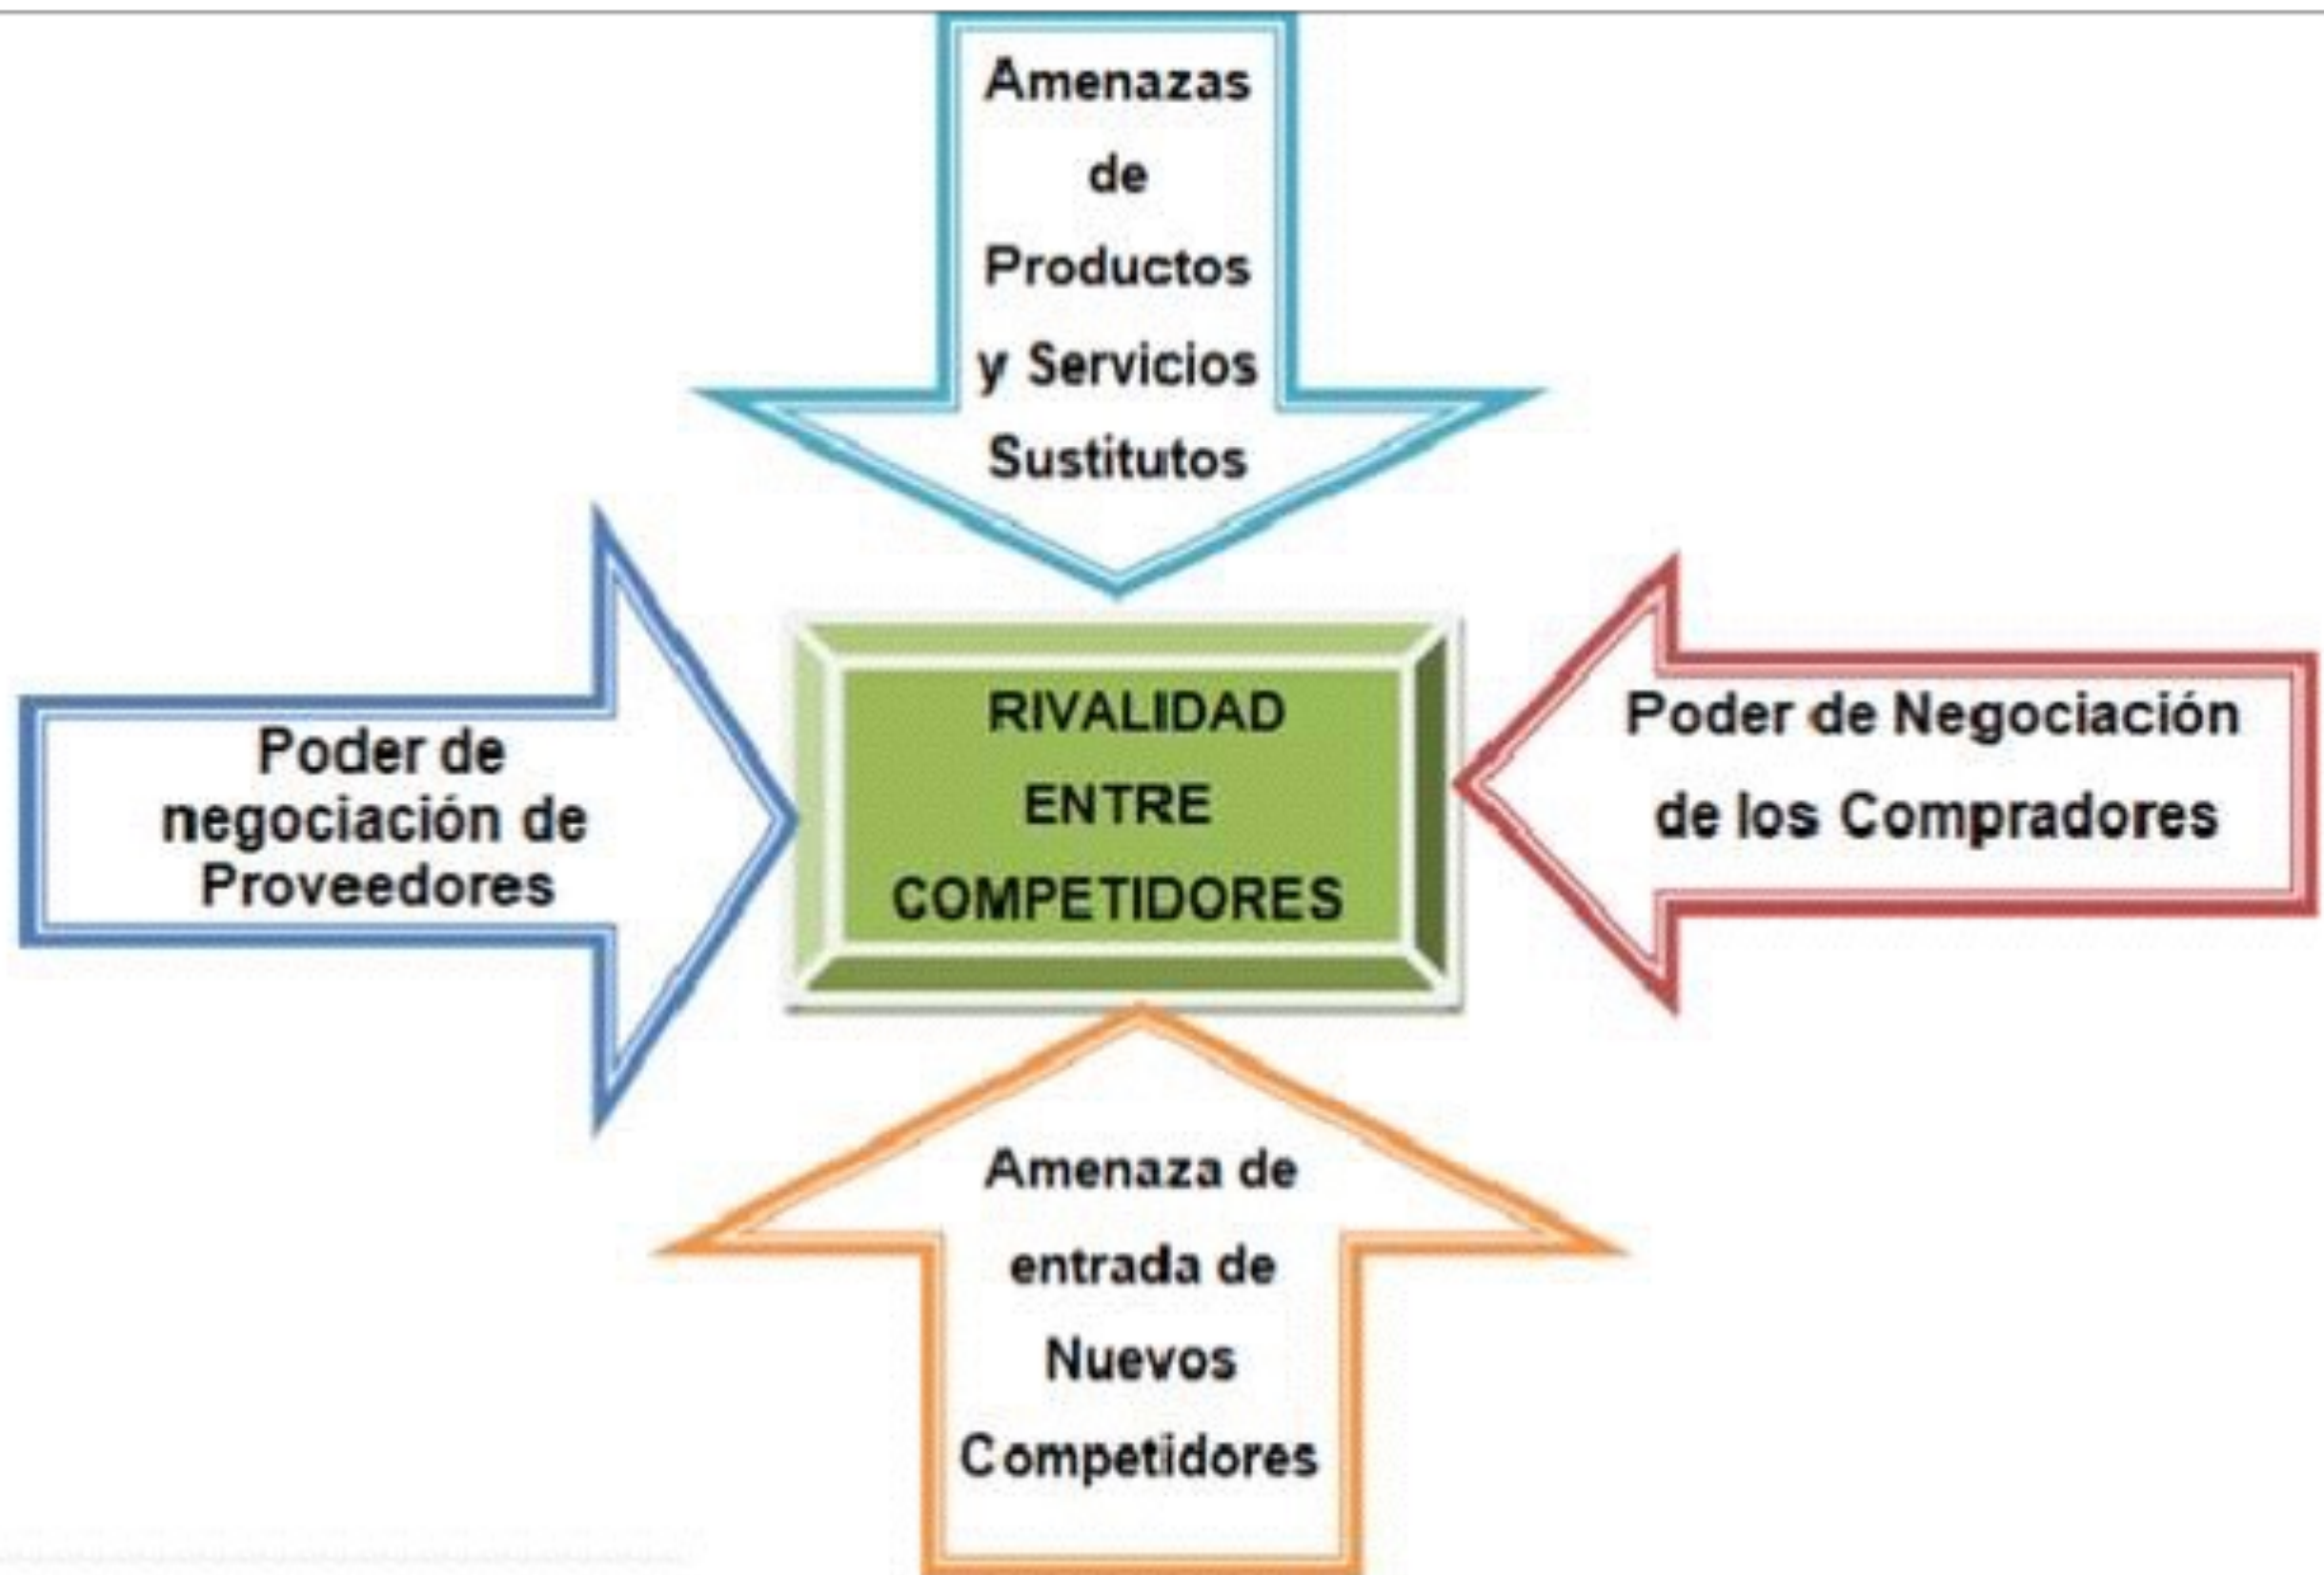 Amenazas
de
Productos
y Servicios
Sustitutos
Poder de
negociación de
Proveedores
RIVALIDAD
ENTRE
COMPETIDORES
Poder de Negociación
de los Compradores
Amenaza de
entrada de
Nuevos
Competidores